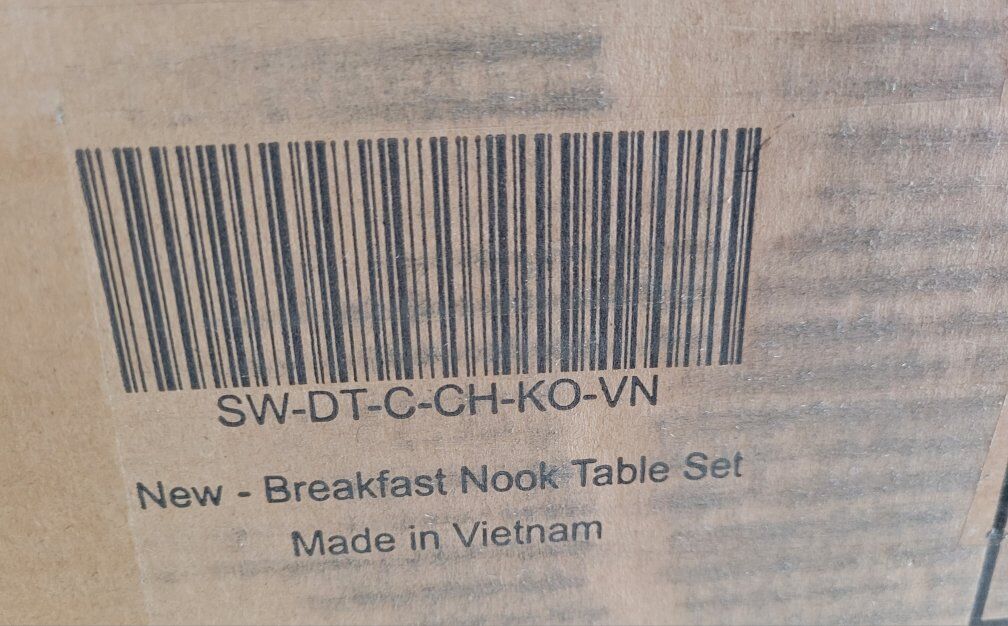 SW-DT-C-CH-KO-VN
New - Breakfast Nook Table Set
Made in Vietnam